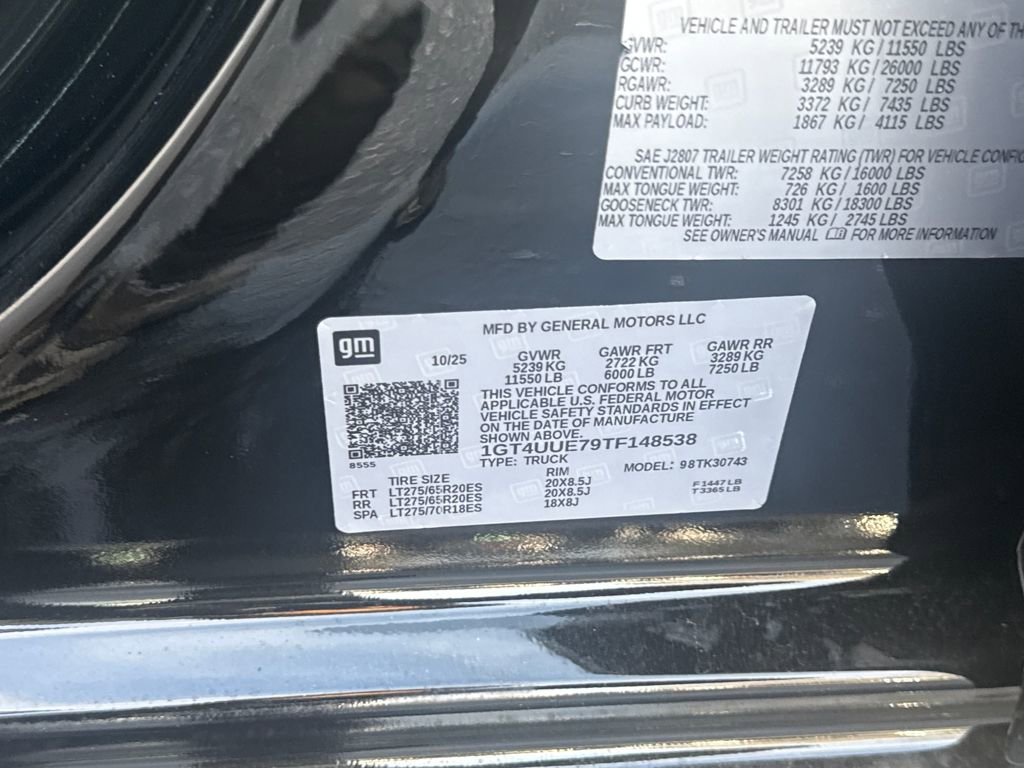 VEHICLE AND TRAILER MUST NOT EXCEED ANY OF TH
GVWR: 5239 KG/11550 LBS
GCWR: 11793 KG/26000 LBS
RGAWR: 3289 KG/ 7250 LBS
CURB WEIGHT: 3372 KG/ 7435 LBS
MAX PAYLOAD: 1867 KG/ 4115 LBS
SAE J2807 TRAILER WEIGHT RATING (TWR) FOR VEHICLE CONFIG
CONVENTIONAL TWR: 7258 KG/16000 LBS
MAX TONGUE WEIGHT: 726 KG/ 1600 LBS
GOOSENECK TWR: 8301 KG/18300 LBS
MAX TONGUE WEIGHT: 1245 KG/ 2745 LBS
SEE OWNER'S MANUAL FOR MORE INFORMATION
gm
MFD BY GENERAL MOTORS LLC
10/25 GVWR GAWR FRT GAWR RR
5239 KG 2722 KG 3289 KG
11550 LB 6000 LB 7250 LB
THIS VEHICLE CONFORMS TO ALL
APPLICABLE U.S. FEDERAL MOTOR
VEHICLE SAFETY STANDARDS IN EFFECT
ON THE DATE OF MANUFACTURE
SHOWN ABOVE.
1GT4UUE79TF148538
8555
TYPE: TRUCK MODEL: 98TK30743
TIRE SIZE RIM
FRT LT275/65R20ES 20X8.5J
RR LT275/65R20ES 20X8.5J
SPA LT275/70R18ES 18X8J
F1447LB
T3365LB